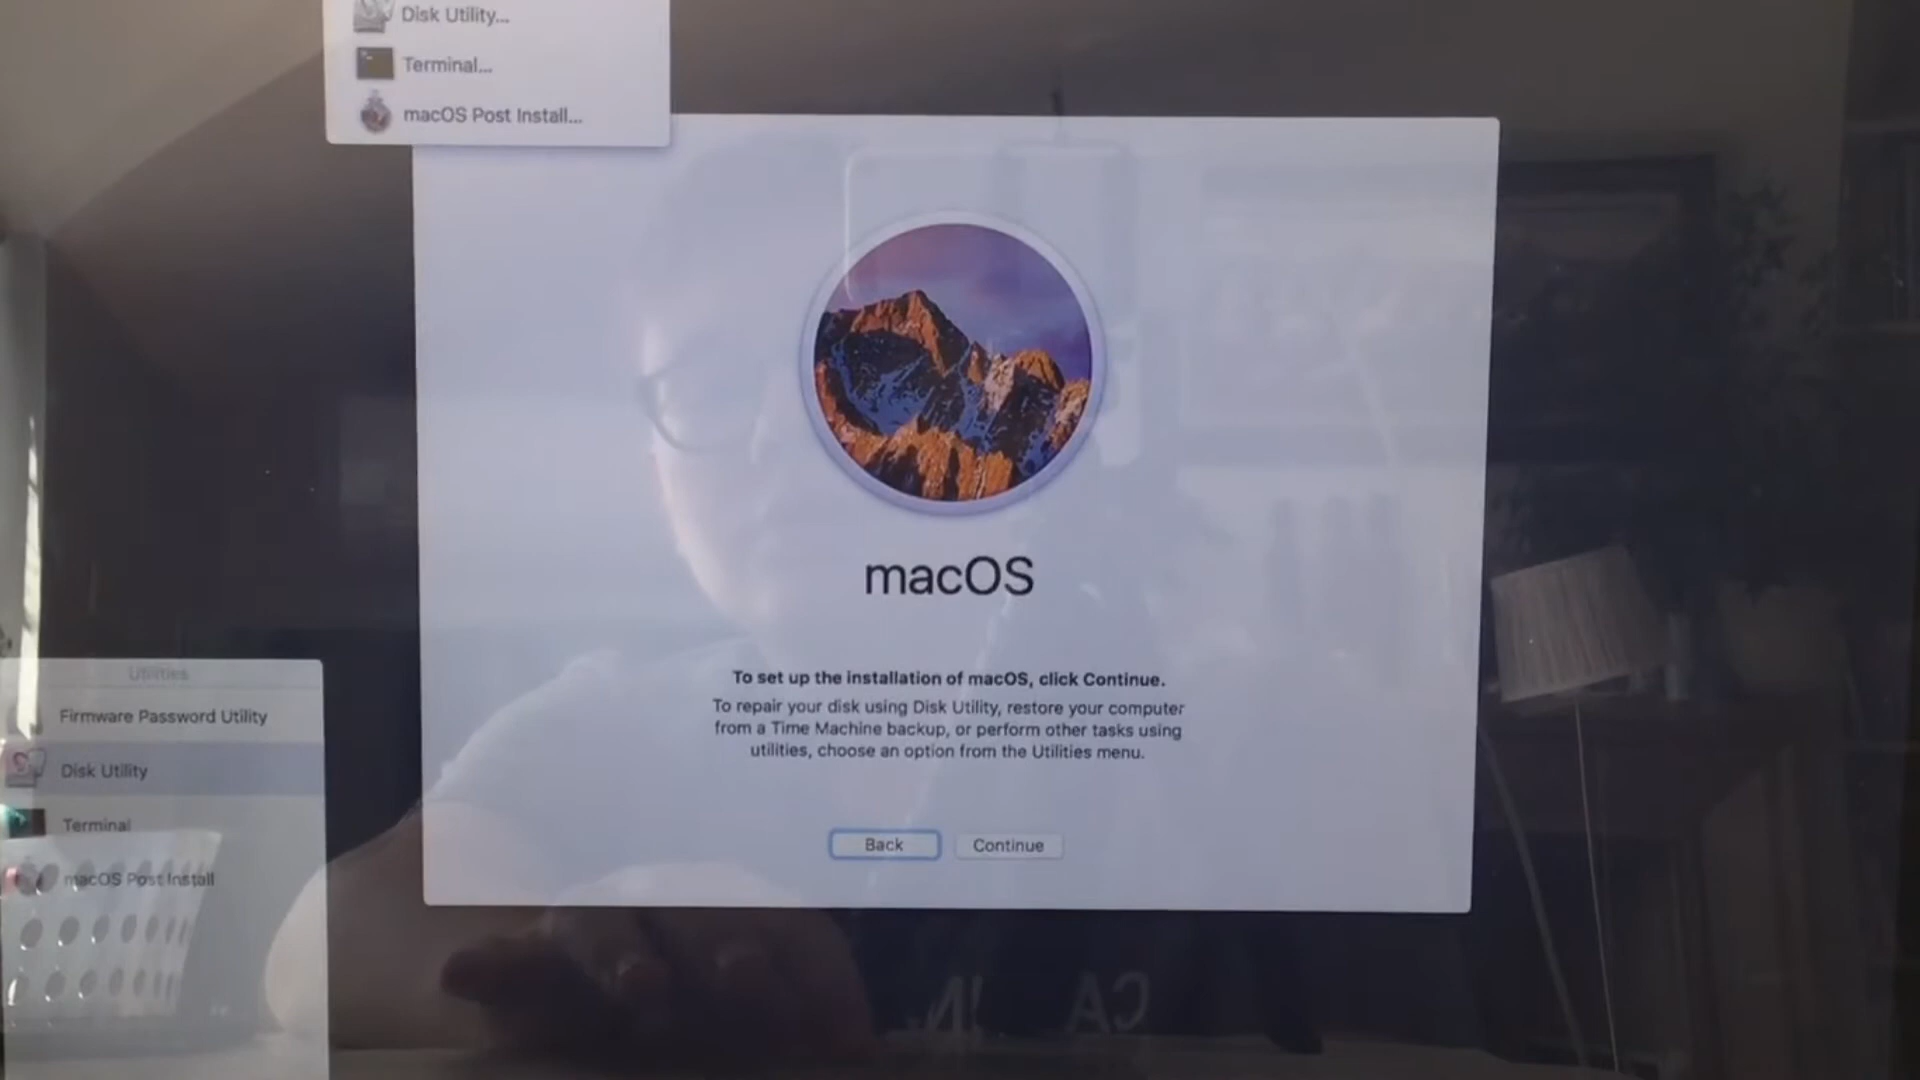 Disk Utility...
Terminal...
macOS Post Install...
macOS
To set up the installation of macOS, click Continue.
To repair your disk using Disk Utility, restore your computer
from a Time Machine backup, or perform other tasks using
utilities, choose an option from the Utilities menu.
Back
Continue
Utilities
Firmware Password Utility
Disk Utility
Terminal
macOS Post Install